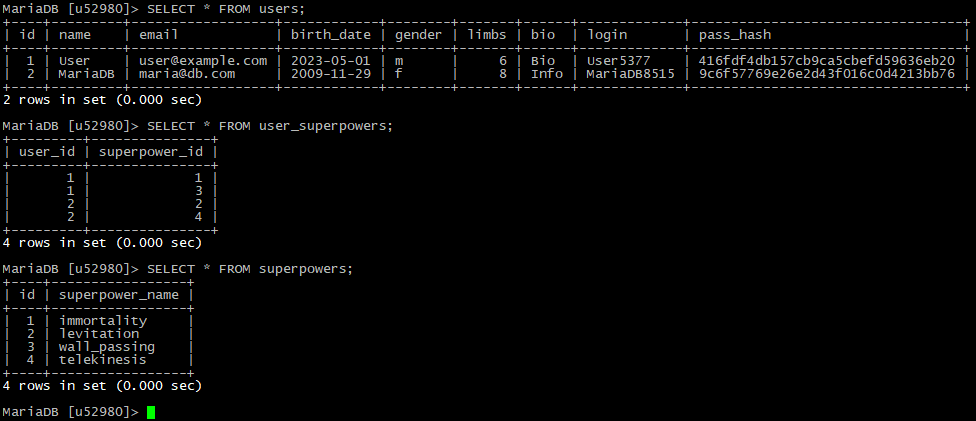 MariaDB [u52980]> SELECT * FROM users;
+----+---------+------------------+------------+--------+-------+------+-------------+----------------------------------+
| id | name    | email            | birth_date | gender | limbs | bio  | login       | pass_hash                        |
+----+---------+------------------+------------+--------+-------+------+-------------+----------------------------------+
|  1 | User    | user@example.com | 2023-05-01 | m      |     6 | Bio  | User5377    | 416fdf4db157cb9ca5cbefd59636eb20 |
|  2 | MariaDB | maria@db.com     | 2009-11-29 | f      |     8 | Info | MariaDB8515 | 9c6f57769e26e2d43f016c0d4213bb76 |
+----+---------+------------------+------------+--------+-------+------+-------------+----------------------------------+
2 rows in set (0.000 sec)
MariaDB [u52980]> SELECT * FROM user_superpowers;
+---------+---------------+
| user_id | superpower_id |
+---------+---------------+
|       1 |             1 |
|       1 |             3 |
|       2 |             2 |
|       2 |             4 |
+---------+---------------+
4 rows in set (0.000 sec)
MariaDB [u52980]> SELECT * FROM superpowers;
+----+-----------------+
| id | superpower_name |
+----+-----------------+
|  1 | immortality     |
|  2 | levitation      |
|  3 | wall_passing    |
|  4 | telekinesis     |
+----+-----------------+
4 rows in set (0.000 sec)
MariaDB [u52980]>